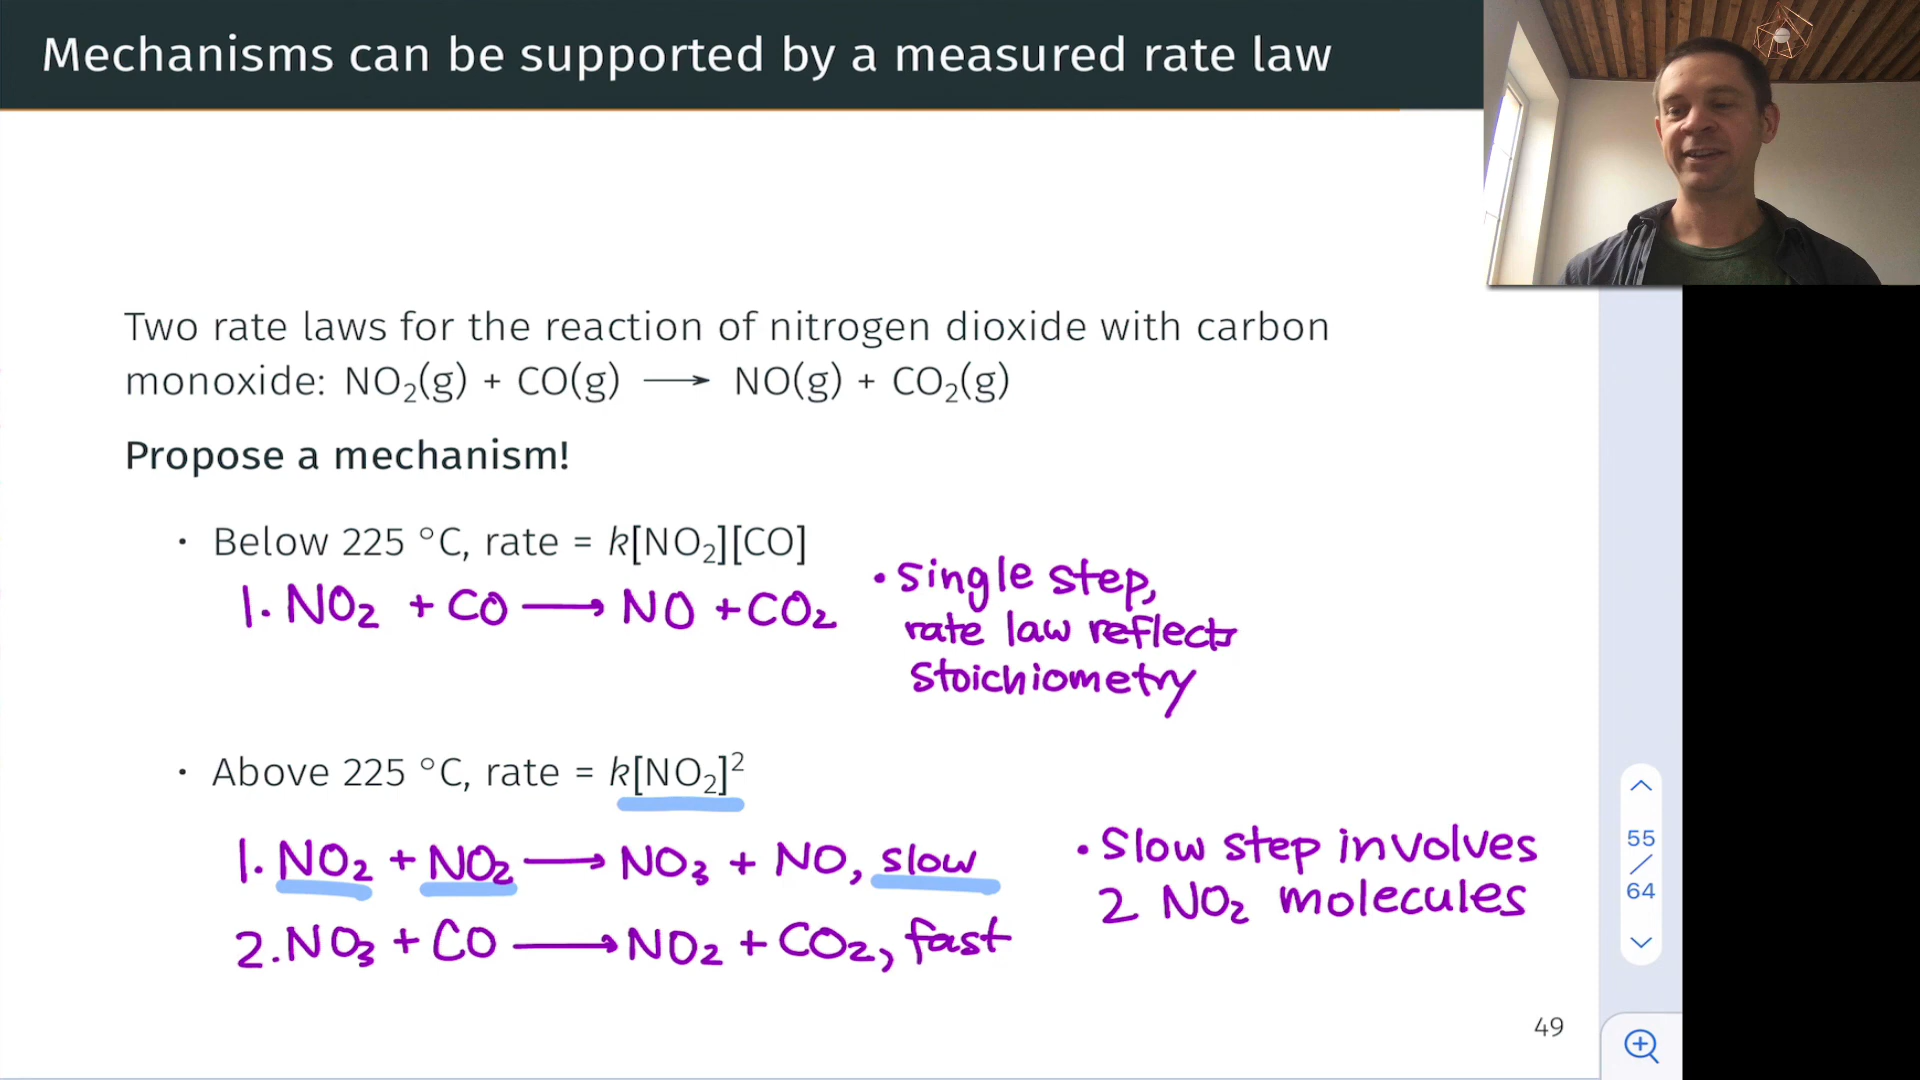 Mechanisms can be supported by a measured rate law
Two rate laws for the reaction of nitrogen dioxide with carbon
monoxide: NO₂(g) + CO(g) ⟶ NO(g) + CO₂(g)
Propose a mechanism!
• Below 225 °C, rate = k[NO₂][CO]
1. NO₂ + CO ⟶ NO + CO₂
• Single step,
rate law reflects
Stoichiometry
• Above 225 °C, rate = k[NO₂]²
1. NO₂ + NO₂ ⟶ NO₃ + NO, slow
2. NO₃ + CO ⟶ NO₂ + CO₂, fast
• Slow step involves
2 NO₂ molecules
55
/
64
49